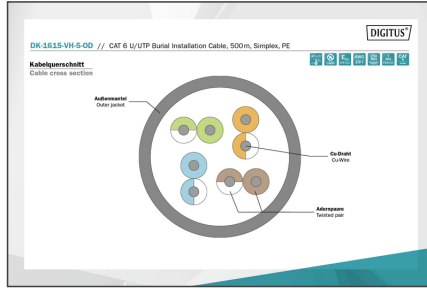 DIGITUS®
DK-1615-VH-5-OD // CAT 6 U/UTP Burial Installation Cable, 500m, Simplex, PE
Kabelquerschnitt
Cable cross section
Außenmantel
Outer jacket
Cu-Draht
Cu-Wire
Adernpaare
Twisted pair